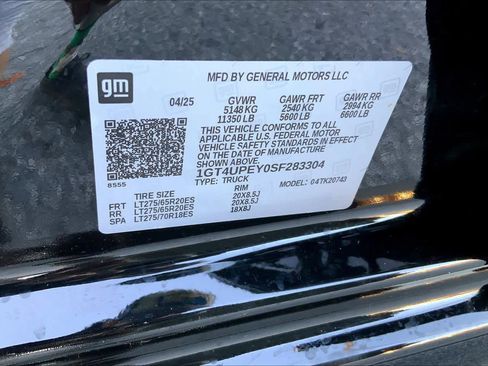 gm
MFD BY GENERAL MOTORS LLC
04/25 GVWR GAWR FRT GAWR RR
5148 KG 2540 KG 2994 KG
11350 LB 5600 LB 6600 LB
THIS VEHICLE CONFORMS TO ALL
APPLICABLE U.S. FEDERAL MOTOR
VEHICLE SAFETY STANDARDS IN EFFECT
ON THE DATE OF MANUFACTURE
SHOWN ABOVE.
1GT4UPEY0SF283304
8555 TYPE: TRUCK MODEL: 04TK20743
TIRE SIZE RIM
FRT LT275/65R20ES 20X8.5J
RR LT275/65R20ES 20X8.5J
SPA LT275/70R18ES 18X8J